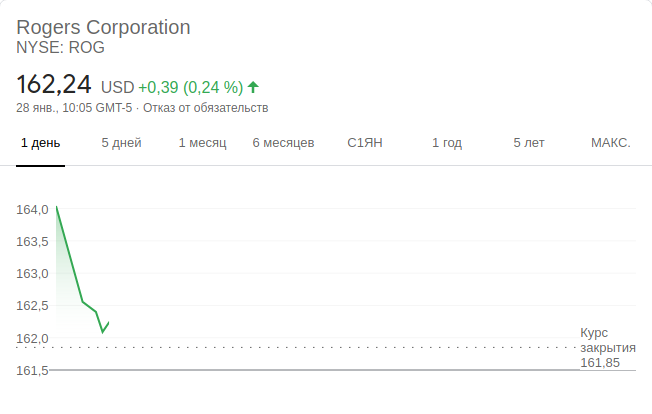 Rogers Corporation
NYSE: ROG
162,24 USD +0,39 (0,24 %)
28 янв., 10:05 GMT-5 · Отказ от обязательств
1 день 5 дней 1 месяц 6 месяцев С1ЯН 1 год 5 лет МАКС.
164,0
163,5
163,0
162,5
162,0
161,5
Курс
закрытия
161,85